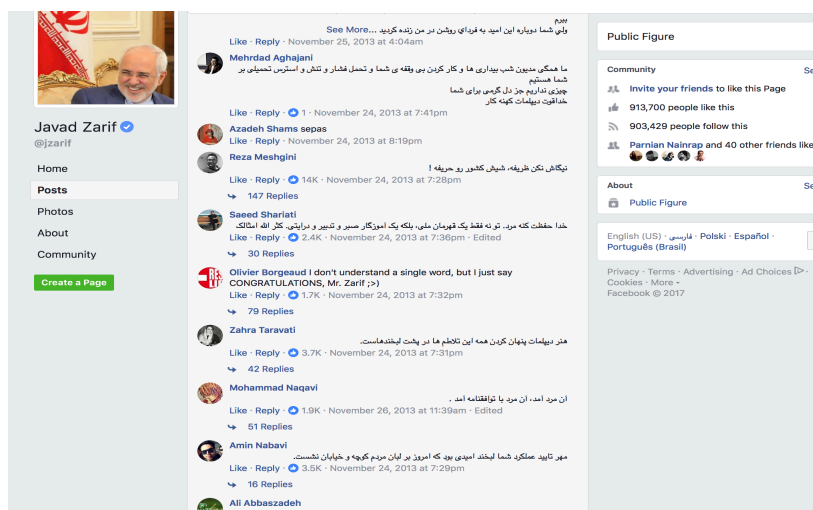 Javad Zarif
@jzarif
Home
Posts
Photos
About
Community
Create a Page
ببرم
ولي شما دوباره اين اميد به فرداي روشن در من زنده كرديد ...See More
Like · Reply · November 25, 2013 at 4:04am
Mehrdad Aghajani
ما همگی مدیون شب بیداری ها و کار کردن بی وقفه ی شما و تحمل فشار و تنش و استرس تحمیلی بر
شما هستیم
چیزی نداریم جز دل گرمی برای شما
خداقوت دیپلمات کهنه کار
Like · Reply · 1 · November 24, 2013 at 7:41pm
Azadeh Shams sepas
Like · Reply · November 24, 2013 at 8:19pm
Reza Meshgini
نیگاش نکن ظریفه، شیش کشور رو حریفه !
Like · Reply · 14K · November 24, 2013 at 7:28pm
147 Replies
Saeed Shariati
خدا حفظت کنه مرد.. تو نه فقط یک قهرمان ملی، بلکه یک آموزگار صبر و تدبیر و درایتی. کثر الله امثالک
Like · Reply · 2.4K · November 24, 2013 at 7:36pm · Edited
30 Replies
Olivier Borgeaud I don't understand a single word, but I just say
CONGRATULATIONS, Mr. Zarif ;>)
Like · Reply · 1.7K · November 24, 2013 at 7:32pm
79 Replies
Zahra Taravati
هنر دیپلمات پنهان کردن همه این تلاطم ها در پشت لبخندهاست.
Like · Reply · 3.7K · November 24, 2013 at 7:31pm
42 Replies
Mohammad Naqavi
آن مرد آمد، آن مرد با توافقنامه آمد .
Like · Reply · 1.9K · November 26, 2013 at 11:39am · Edited
51 Replies
Amin Nabavi
مهر تایید عملکرد شما لبخند امیدی بود که امروز بر لبان مردم کوچه و خیابان نشست.
Like · Reply · 3.5K · November 24, 2013 at 7:29pm
16 Replies
Ali Abbaszadeh
Public Figure
Community
Se
Invite your friends to like this Page
913,700 people like this
903,429 people follow this
Parnian Nainrap and 40 other friends like
About
Se
Public Figure
English (US) · فارسی · Polski · Español ·
Português (Brasil)
Privacy · Terms · Advertising · Ad Choices ·
Cookies · More
Facebook © 2017